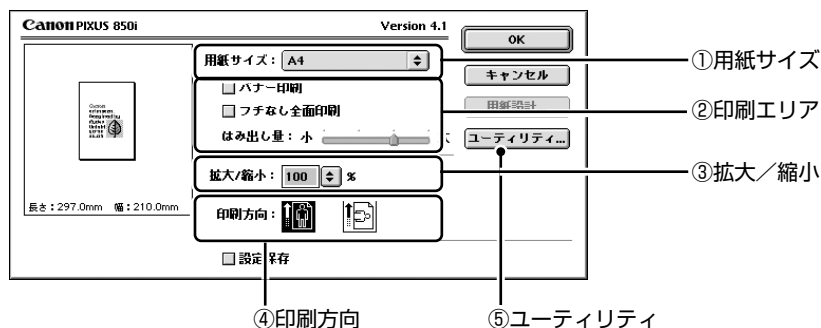 Canon PIXUS 850i
Version 4.1
OK
用紙サイズ： A4
①用紙サイズ
キャンセル
バナー印刷
フチなし全面印刷
用紙設計
②印刷エリア
はみ出し量： 小
ユーティリティ...
拡大/縮小： 100 %
③拡大／縮小
長さ：297.0mm 幅：210.0mm
印刷方向：
設定保存
④印刷方向
⑤ユーティリティ